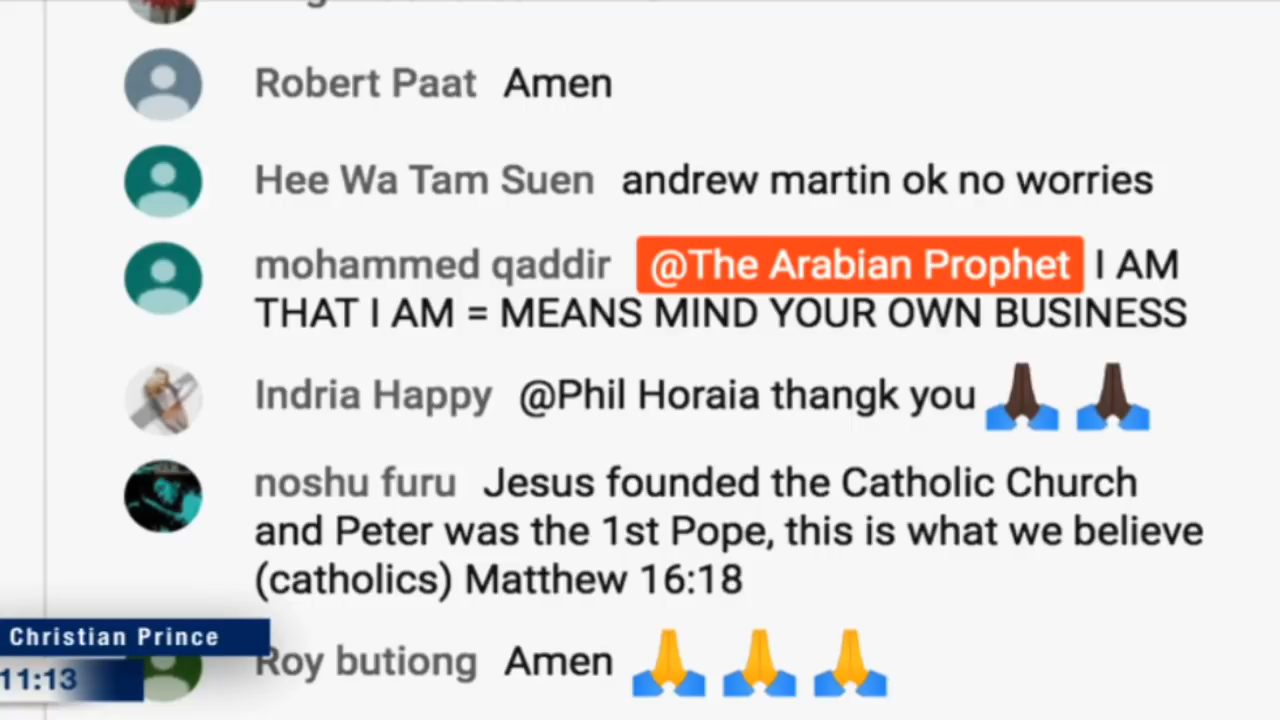 Robert Paat Amen
Hee Wa Tam Suen andrew martin ok no worries
mohammed qaddir @The Arabian Prophet I AM
THAT I AM = MEANS MIND YOUR OWN BUSINESS
Indria Happy @Phil Horaia thangk you 🙏🏿 🙏🏿
noshu furu Jesus founded the Catholic Church
and Peter was the 1st Pope, this is what we believe
(catholics) Matthew 16:18
Christian Prince
Roy butiong Amen 🙏 🙏 🙏
11:13